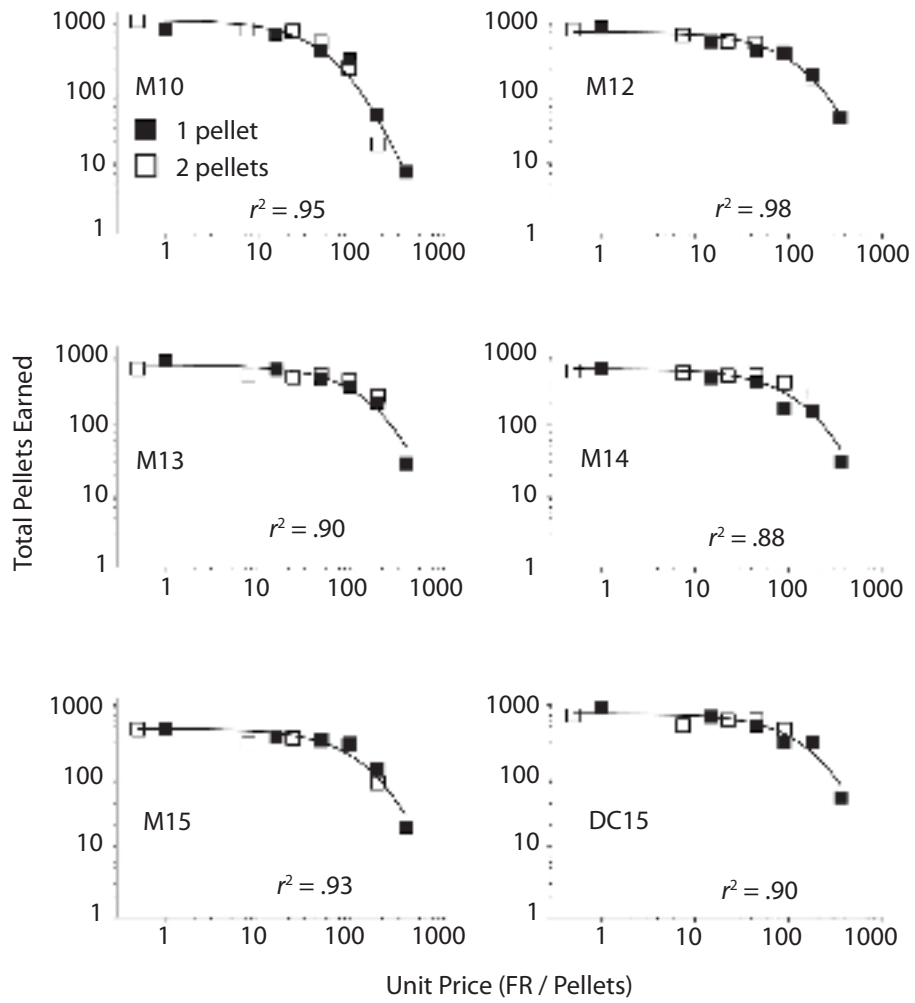 1000
100
10
1
M10
1 pellet
2 pellets
r² = .95
1 10 100 1000
1000
100
10
1
M12
r² = .98
1 10 100 1000
Total Pellets Earned
1000
100
10
1
M13
r² = .90
1 10 100 1000
1000
100
10
1
M14
r² = .88
1 10 100 1000
1000
100
10
1
M15
r² = .93
1 10 100 1000
1000
100
10
1
DC15
r² = .90
1 10 100 1000
Unit Price (FR / Pellets)